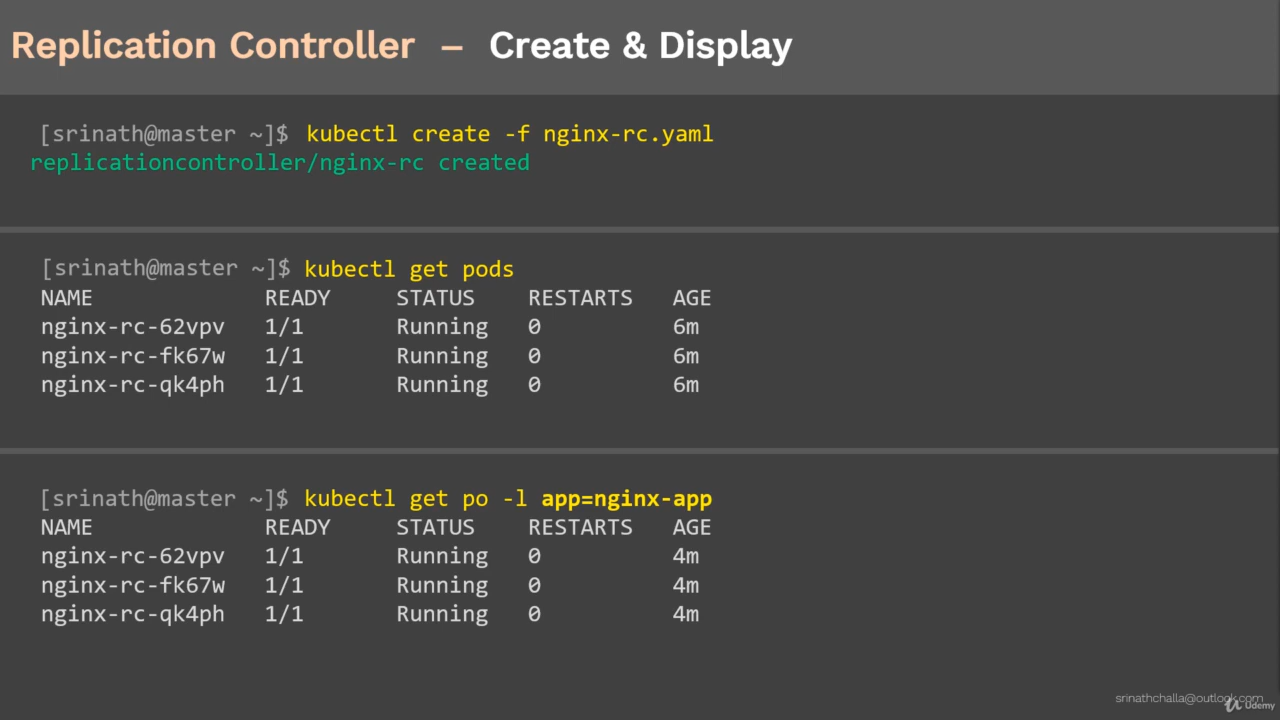 Replication Controller – Create & Display
[srinath@master ~]$ kubectl create -f nginx-rc.yaml
replicationcontroller/nginx-rc created
[srinath@master ~]$ kubectl get pods
NAME READY STATUS RESTARTS AGE
nginx-rc-62vpv 1/1 Running 0 6m
nginx-rc-fk67w 1/1 Running 0 6m
nginx-rc-qk4ph 1/1 Running 0 6m
[srinath@master ~]$ kubectl get po -l app=nginx-app
NAME READY STATUS RESTARTS AGE
nginx-rc-62vpv 1/1 Running 0 4m
nginx-rc-fk67w 1/1 Running 0 4m
nginx-rc-qk4ph 1/1 Running 0 4m
srinathchalla@outlook.com
Udemy